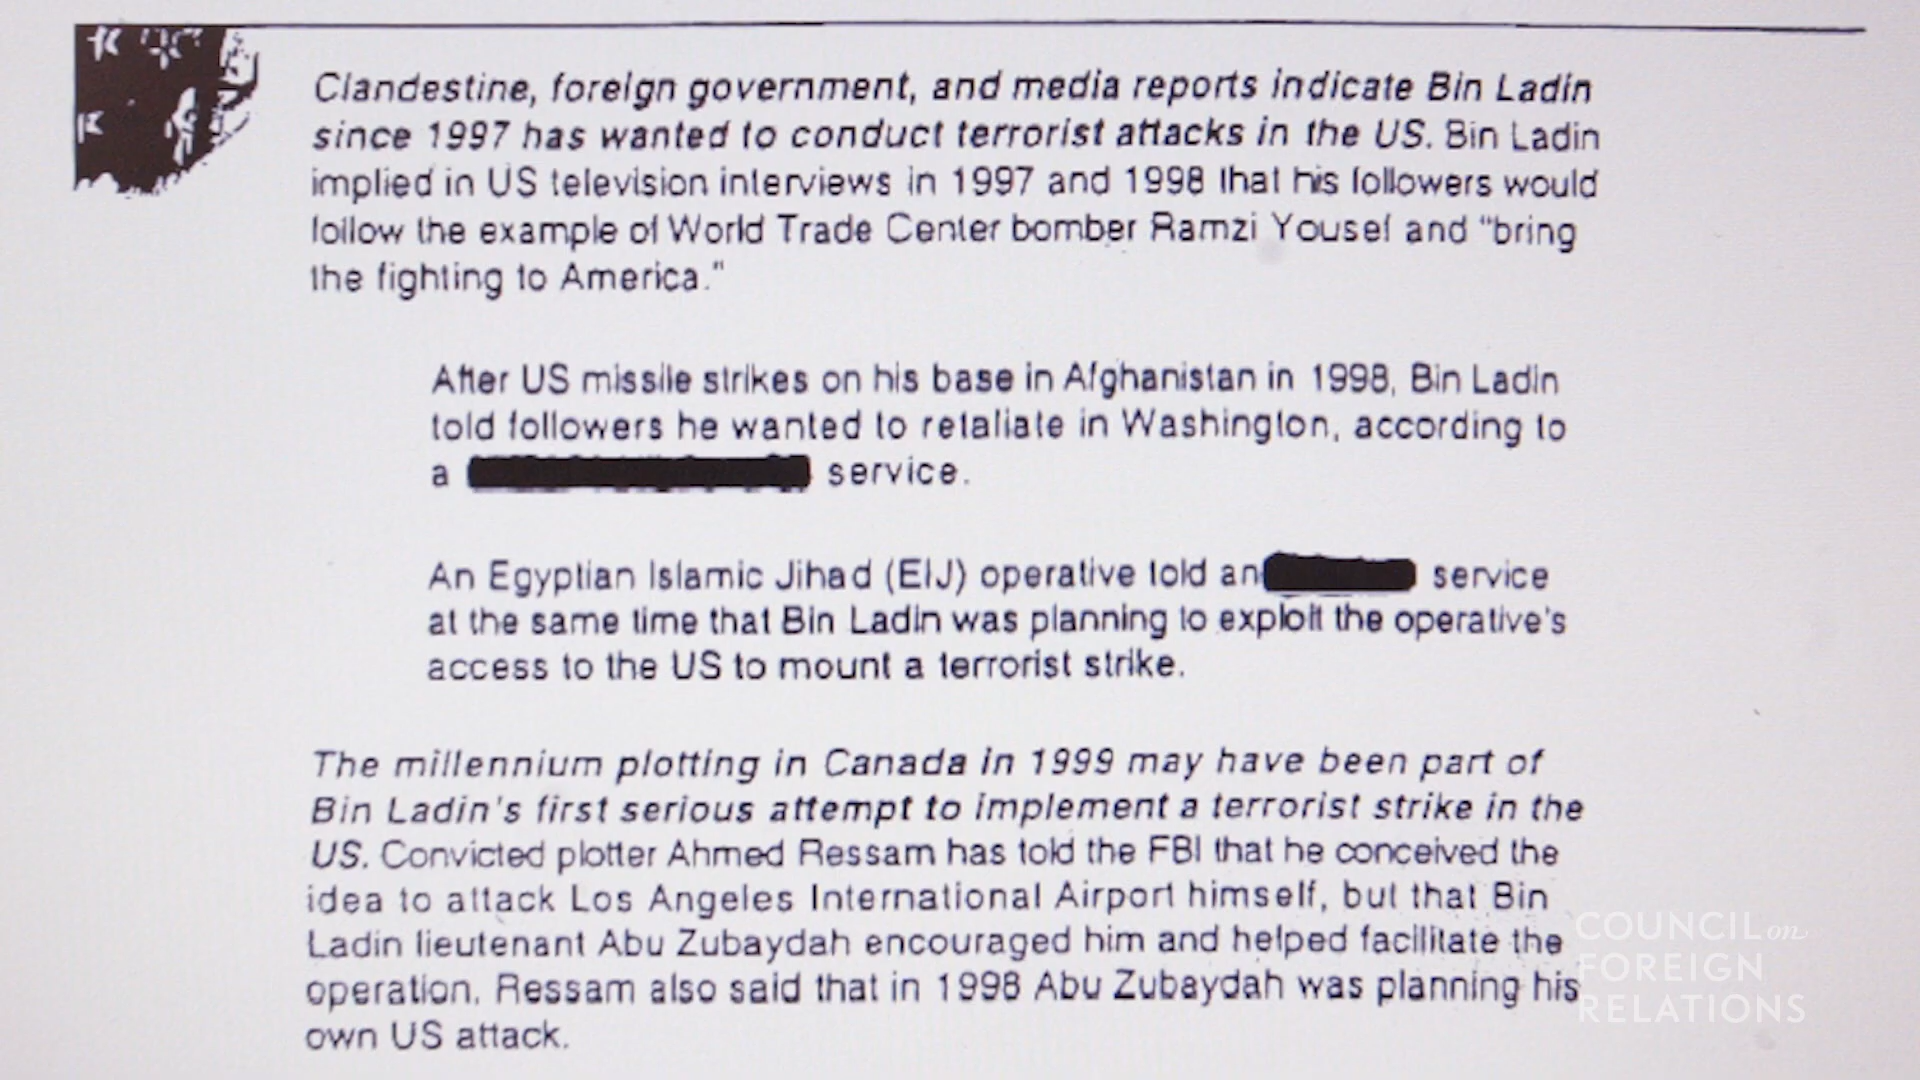 Clandestine, foreign government, and media reports indicate Bin Ladin
since 1997 has wanted to conduct terrorist attacks in the US. Bin Ladin
implied in US television interviews in 1997 and 1998 that his followers would
follow the example of World Trade Center bomber Ramzi Yousef and "bring
the fighting to America."
After US missile strikes on his base in Afghanistan in 1998, Bin Ladin
told followers he wanted to retaliate in Washington, according to
a service.
An Egyptian Islamic Jihad (EIJ) operative told an service
at the same time that Bin Ladin was planning to exploit the operative's
access to the US to mount a terrorist strike.
The millennium plotting in Canada in 1999 may have been part of
Bin Ladin's first serious attempt to implement a terrorist strike in the
US. Convicted plotter Ahmed Ressam has told the FBI that he conceived the
idea to attack Los Angeles International Airport himself, but that Bin
Ladin lieutenant Abu Zubaydah encouraged him and helped facilitate the
operation. Ressam also said that in 1998 Abu Zubaydah was planning his
own US attack.
COUNCIL on
FOREIGN
RELATIONS